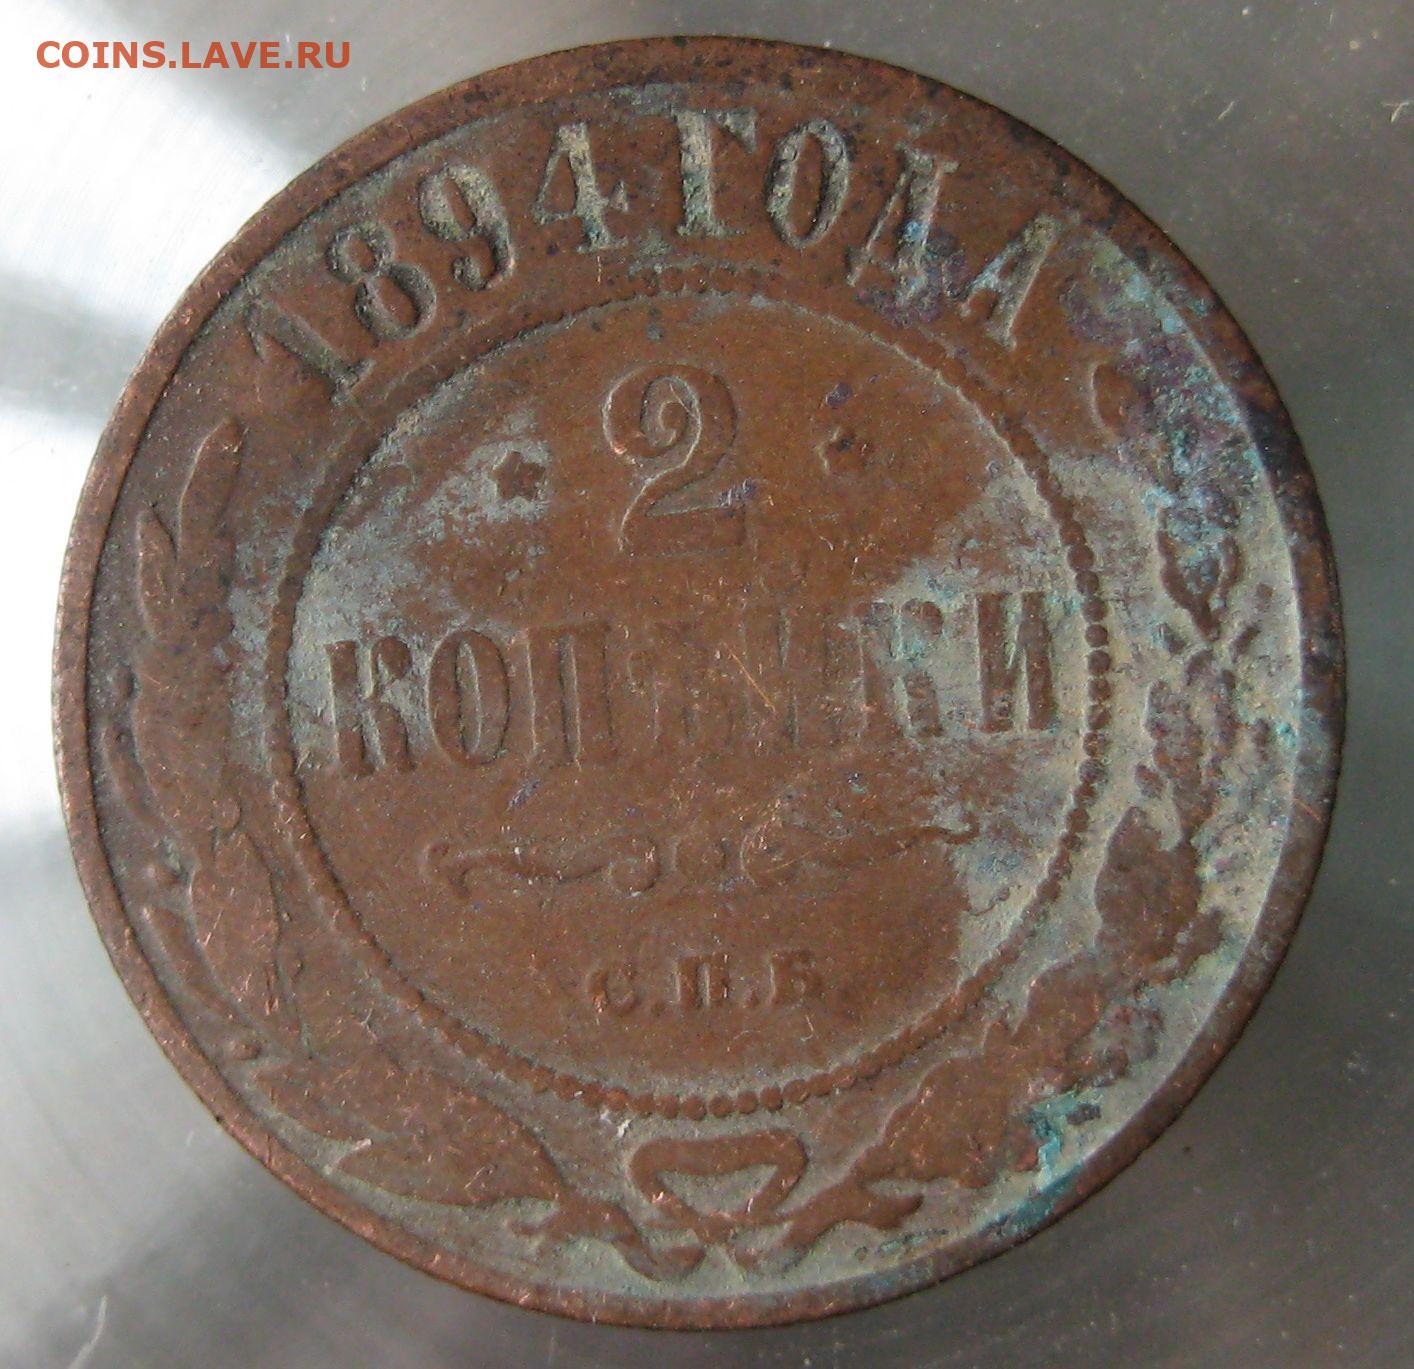 COINS.LAVE.RU
1894 ГОДА
2
КОПѢЙКИ
С.П.Б